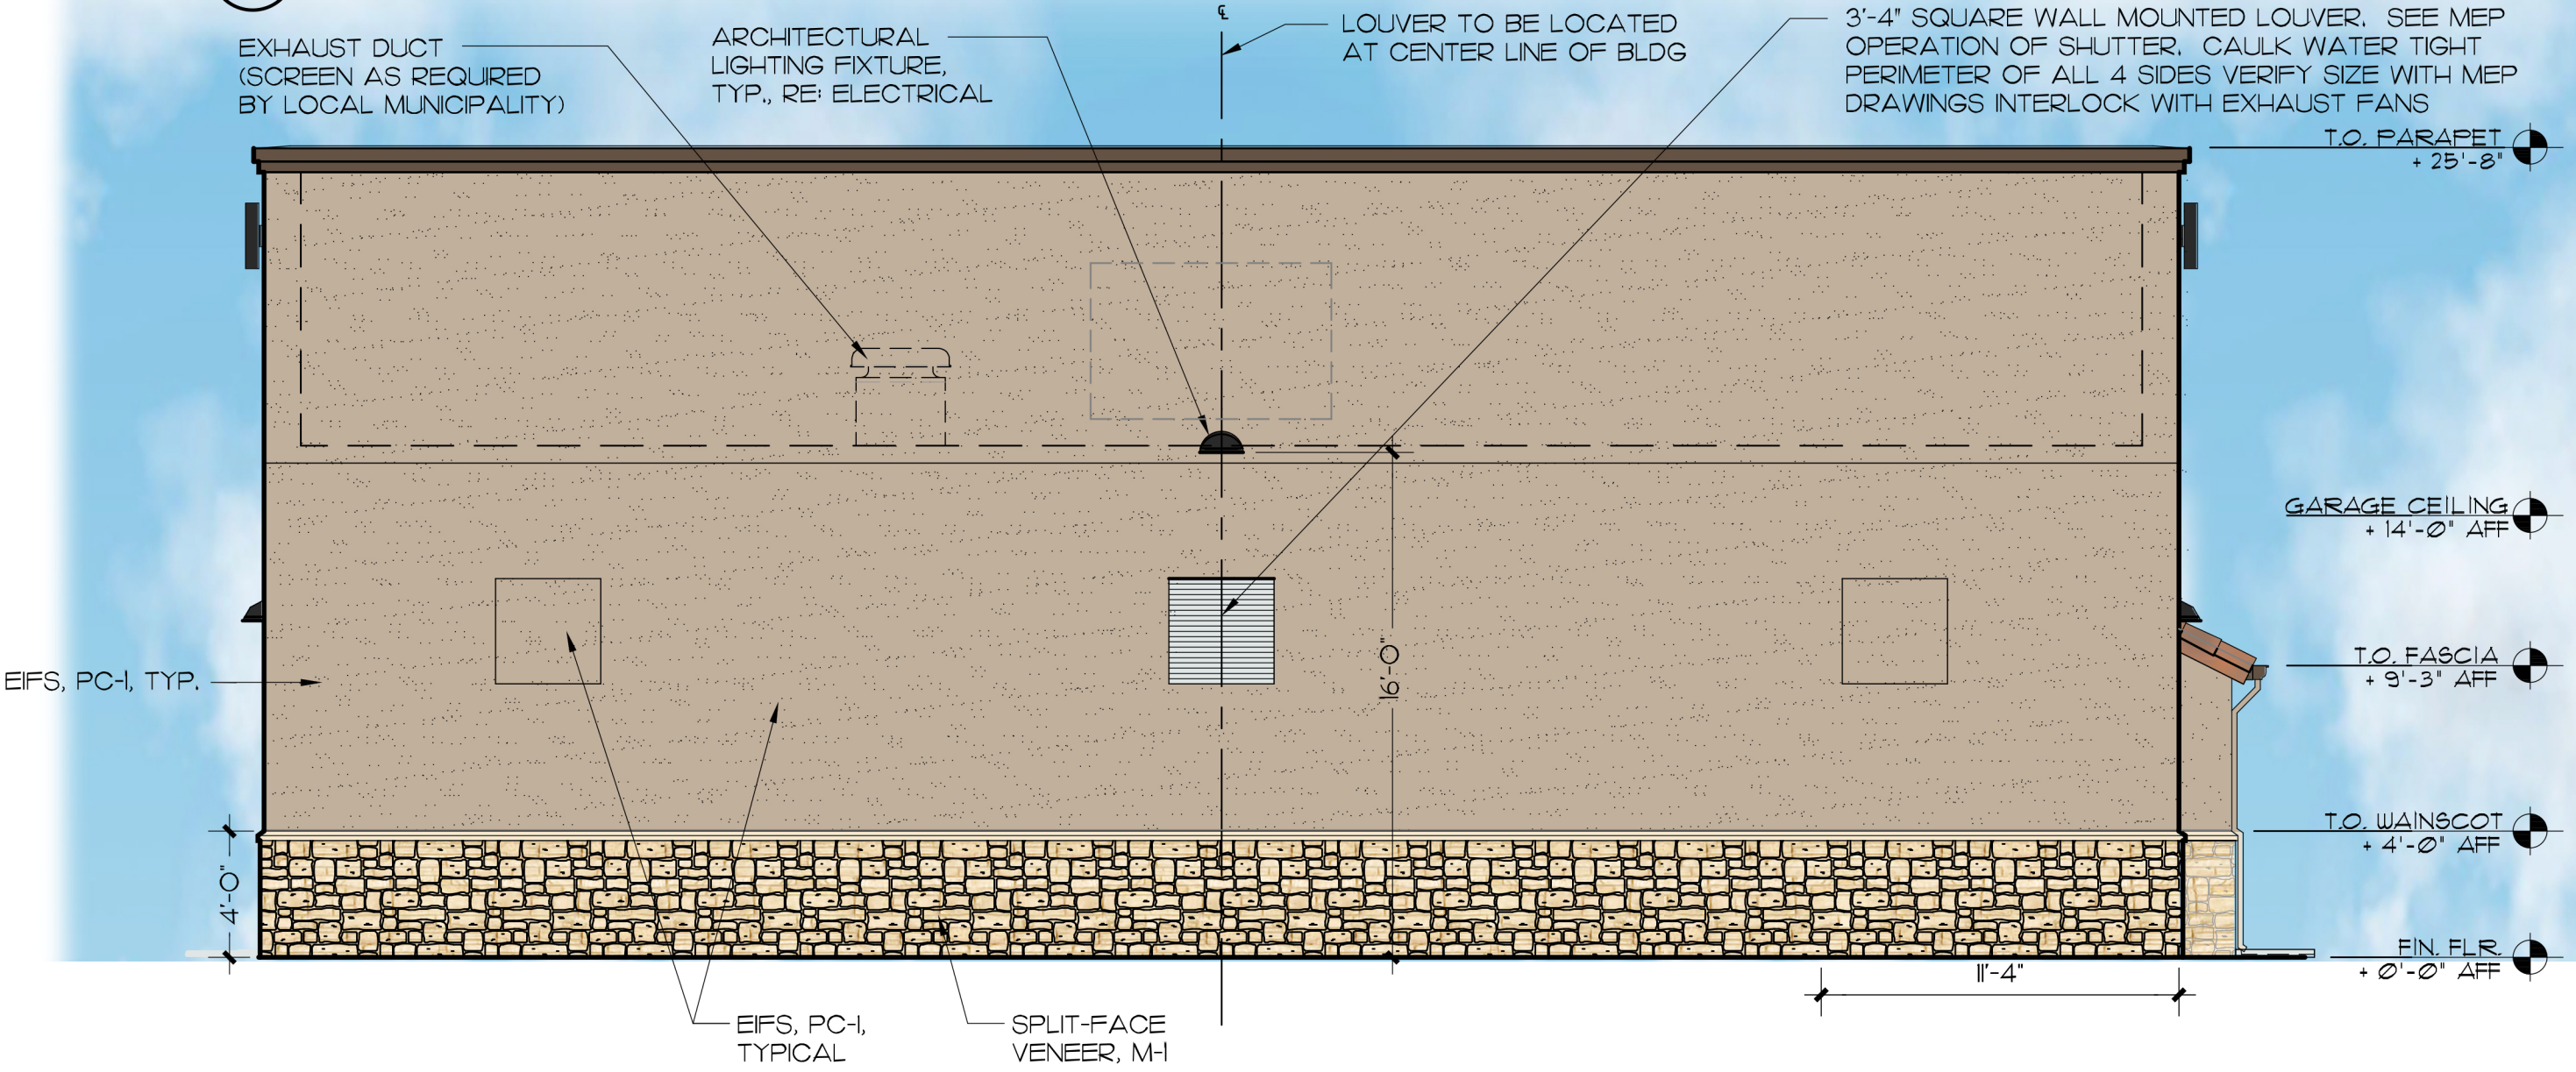 ℄
EXHAUST DUCT
(SCREEN AS REQUIRED
BY LOCAL MUNICIPALITY)
ARCHITECTURAL
LIGHTING FIXTURE,
TYP., RE: ELECTRICAL
LOUVER TO BE LOCATED
AT CENTER LINE OF BLDG
3'-4" SQUARE WALL MOUNTED LOUVER. SEE MEP
OPERATION OF SHUTTER. CAULK WATER TIGHT
PERIMETER OF ALL 4 SIDES VERIFY SIZE WITH MEP
DRAWINGS INTERLOCK WITH EXHAUST FANS
T.O. PARAPET
+ 25'-8"
GARAGE CEILING
+ 14'-0" AFF
T.O. FASCIA
+ 9'-3" AFF
EIFS, PC-1, TYP.
16'-0"
T.O. WAINSCOT
+ 4'-0" AFF
4'-0"
FIN. FLR.
+ 0'-0" AFF
11'-4"
EIFS, PC-1,
TYPICAL
SPLIT-FACE
VENEER, M-1